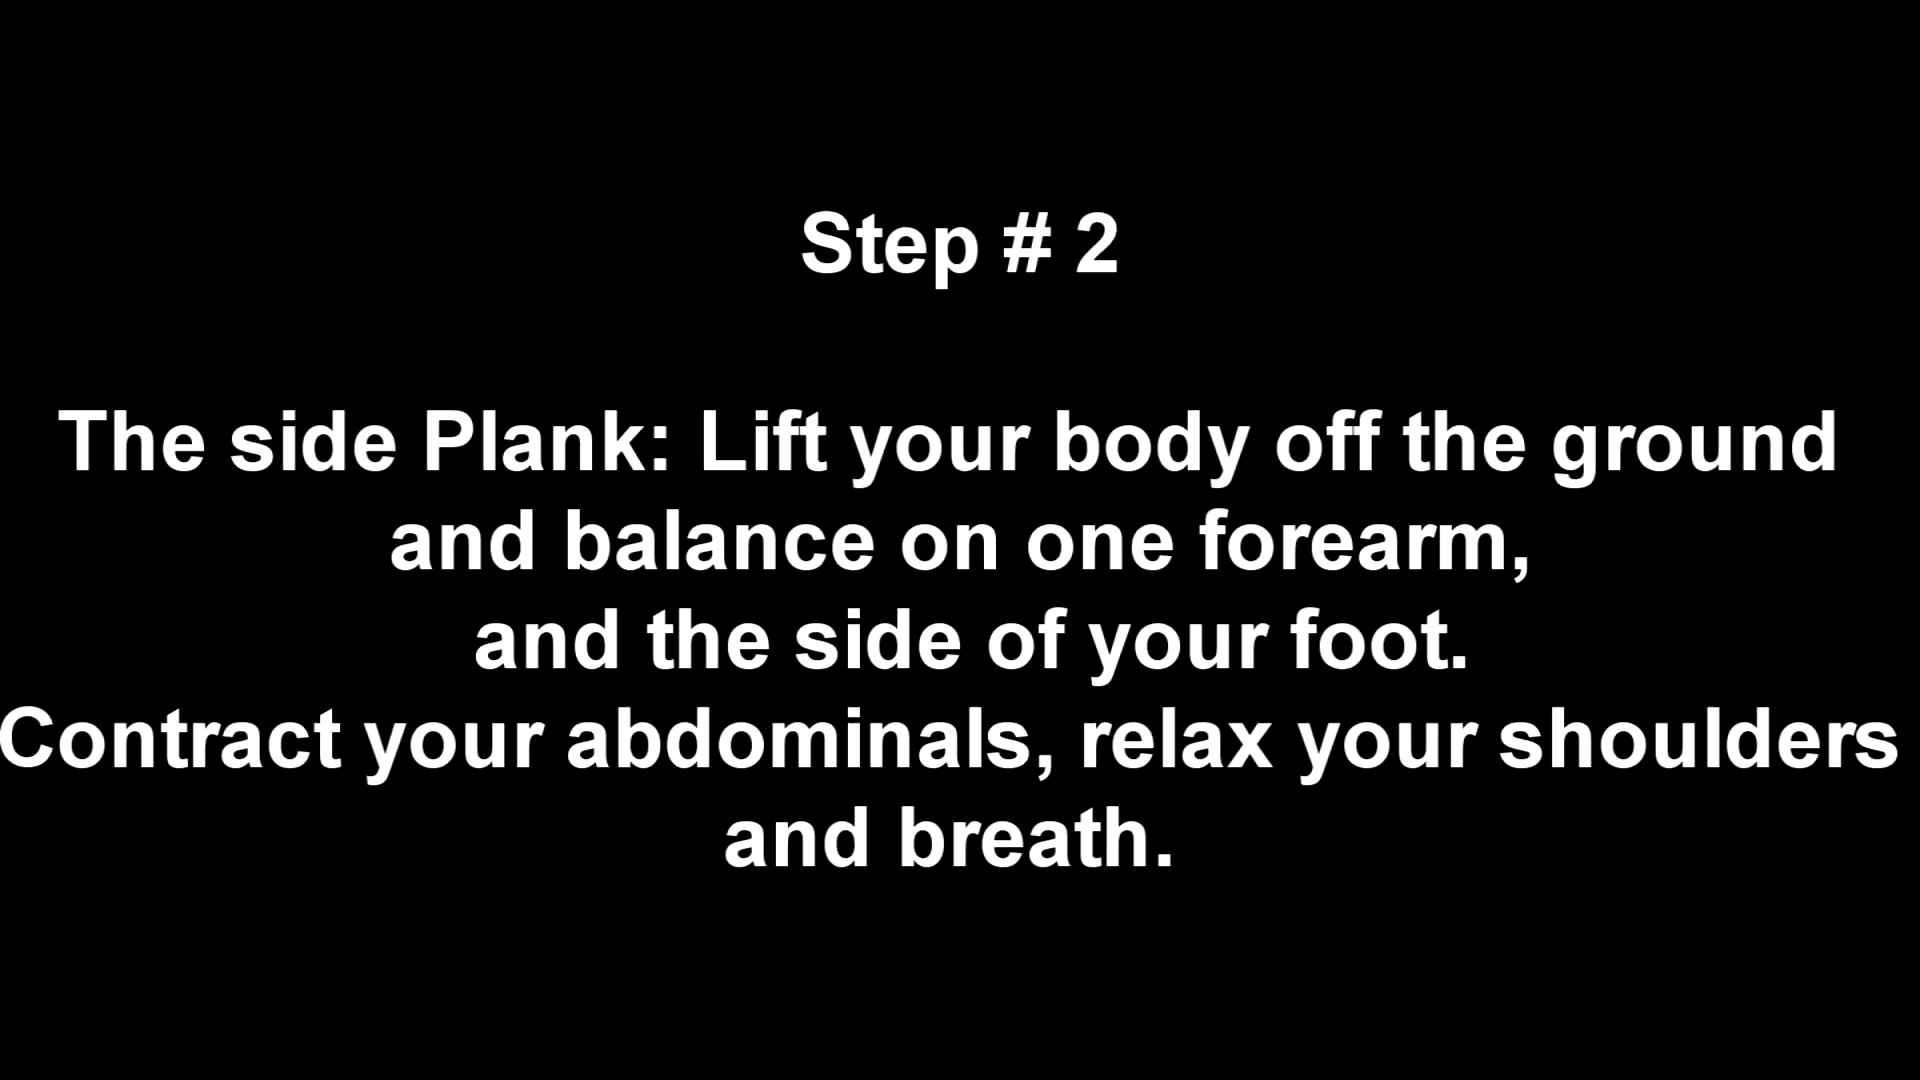 Step # 2
The side Plank: Lift your body off the ground
and balance on one forearm,
and the side of your foot.
Contract your abdominals, relax your shoulders
and breath.